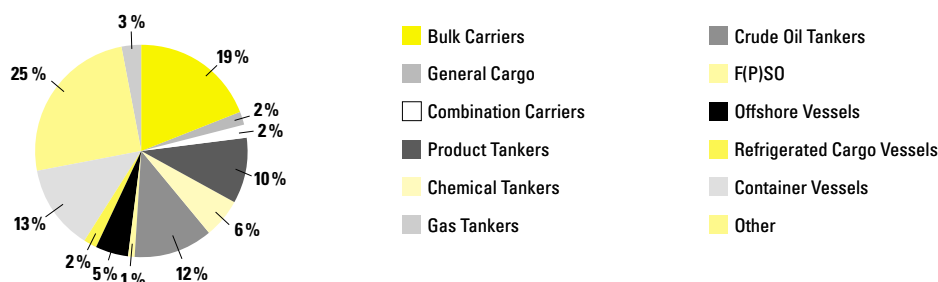 3 %
19 %
2 %
2 %
10 %
6 %
12 %
1 %
5 %
2 %
13 %
25 %
Bulk Carriers
General Cargo
Combination Carriers
Product Tankers
Chemical Tankers
Gas Tankers
Crude Oil Tankers
F(P)SO
Offshore Vessels
Refrigerated Cargo Vessels
Container Vessels
Other